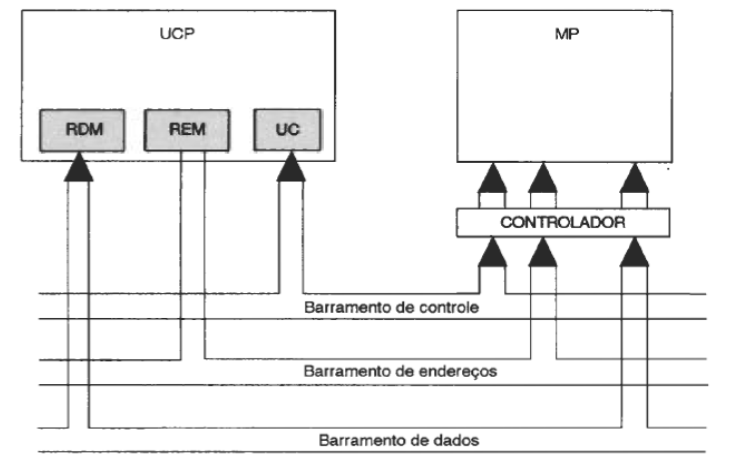 UCP
MP
RDM
REM
UC
CONTROLADOR
Barramento de controle
Barramento de endereços
Barramento de dados